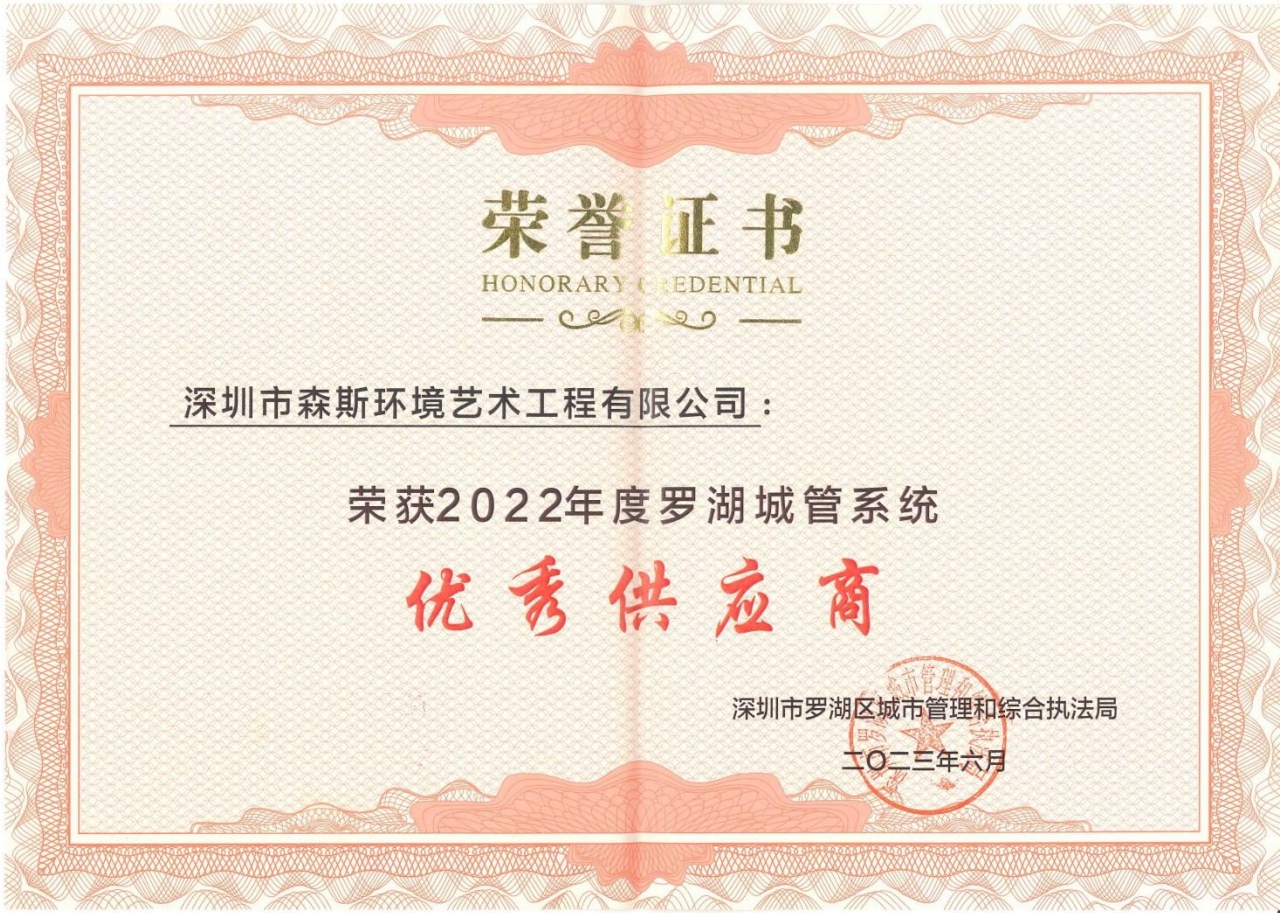 荣誉证书
HONORARY CREDENTIAL
深圳市森斯环境艺术工程有限公司：
荣获2022年度罗湖城管系统
优秀供应商
深圳市罗湖区城市管理和综合执法局
二〇二三年六月